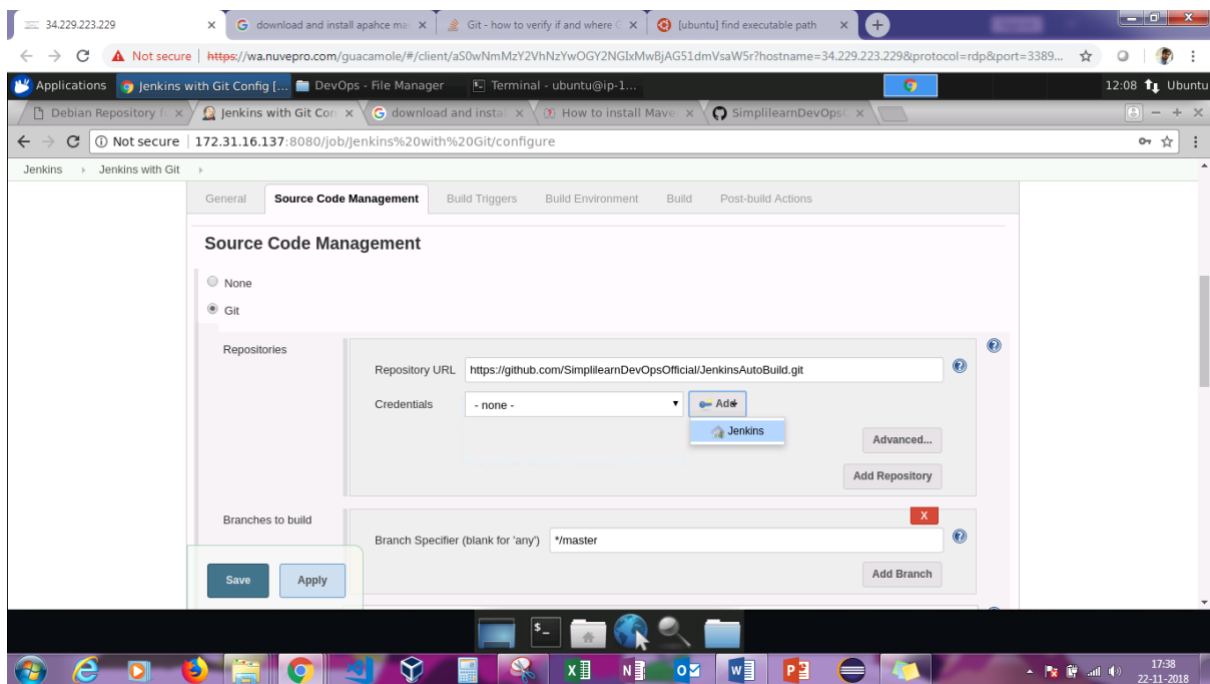 34.229.223.229
download and install apahce ma
Git - how to verify if and where G
[ubuntu] find executable path
Not secure | https://wa.nuvepro.com/guacamole/#/client/aS0wNmMzY2VhNzYwOGY2NGIxMwBjAG51dmVsaW5r?hostname=34.229.223.229&protocol=rdp&port=3389...
Applications
Jenkins with Git Config [...
DevOps - File Manager
Terminal - ubuntu@ip-1...
12:08
Ubuntu
Debian Repository f
Jenkins with Git Con
download and instal
How to install Mave
SimplilearnDevOps
Not secure | 172.31.16.137:8080/job/Jenkins%20with%20Git/configure
Jenkins
Jenkins with Git
General
Source Code Management
Build Triggers
Build Environment
Build
Post-build Actions
Source Code Management
None
Git
Repositories
Repository URL
https://github.com/SimplilearnDevOpsOfficial/JenkinsAutoBuild.git
Credentials
- none -
Add
Jenkins
Advanced...
Add Repository
Branches to build
X
Branch Specifier (blank for 'any')
*/master
Save
Apply
Add Branch
17:38
22-11-2018